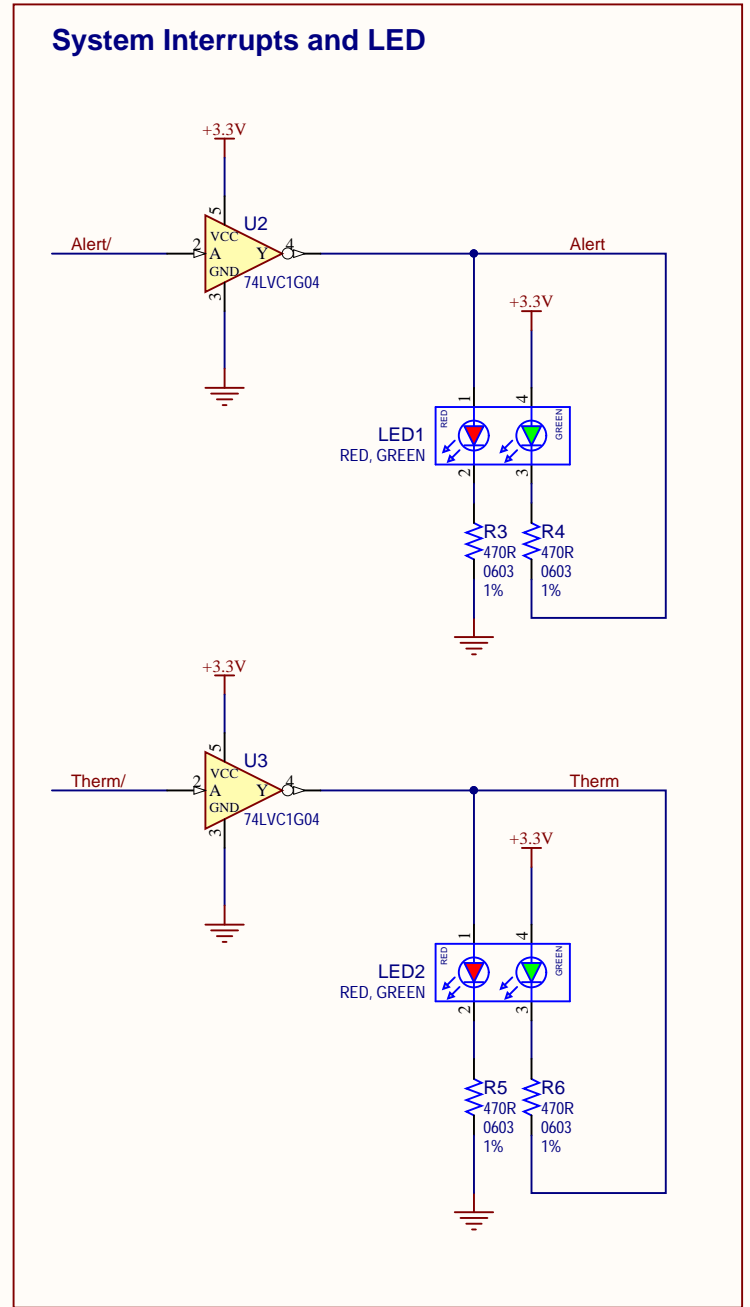 System Interrupts and LED
+3.3V
5
U2
Alert/
2
VCC
A
Y
4
Alert
GND
3
74LVC1G04
+3.3V
1
4
RED
GREEN
LED1
RED, GREEN
2
3
R3
R4
470R
470R
0603
0603
1%
1%
+3.3V
5
U3
Therm/
2
VCC
A
Y
4
Therm
GND
3
74LVC1G04
+3.3V
1
4
RED
GREEN
LED2
RED, GREEN
2
3
R5
R6
470R
470R
0603
0603
1%
1%